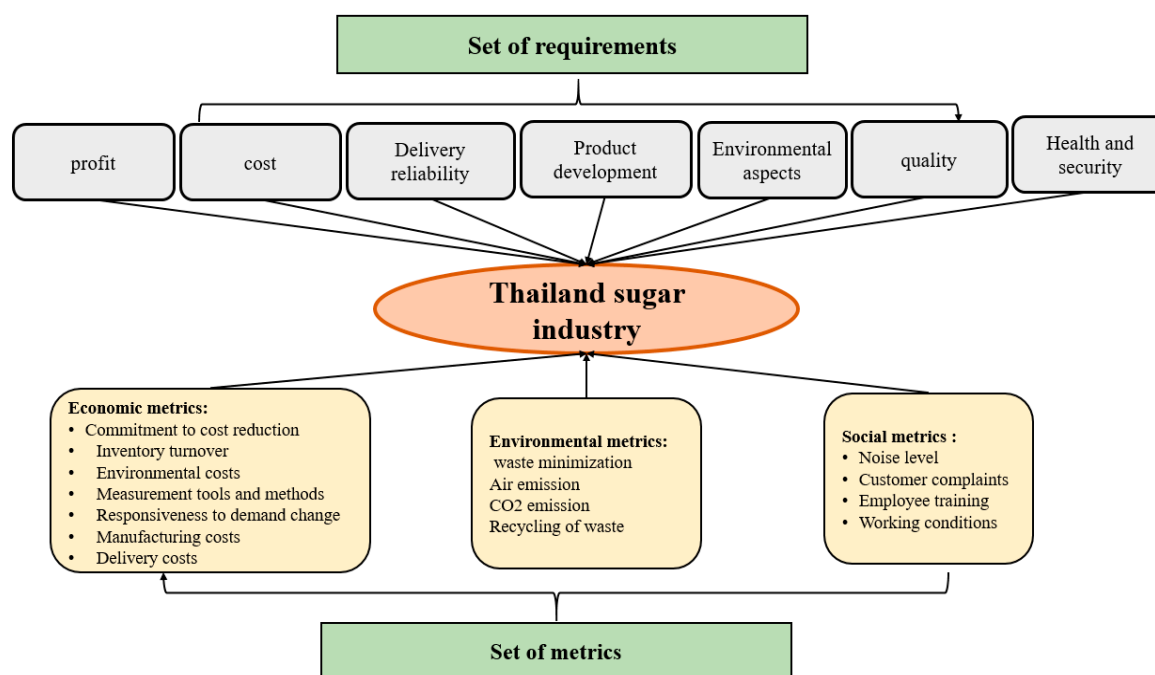 Set of requirements
profit
cost
Delivery
reliability
Product
development
Environmental
aspects
quality
Health and
security
Thailand sugar
industry
Economic metrics:
• Commitment to cost reduction
• Inventory turnover
• Environmental costs
• Measurement tools and methods
• Responsiveness to demand change
• Manufacturing costs
• Delivery costs
Environmental metrics:
waste minimization
Air emission
CO2 emission
Recycling of waste
Social metrics :
• Noise level
• Customer complaints
• Employee training
• Working conditions
Set of metrics